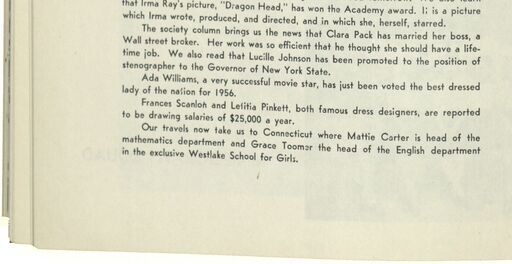 that Irma Ray's picture, "Dragon Head," has won the Academy award. It is a picture
which Irma wrote, produced, and directed, and in which she, herself, starred.
The society column brings us the news that Clara Pack has married her boss, a
Wall street broker. Her work was so efficient that he thought she should have a life-
time job. We also read that Lucille Johnson has been promoted to the position of
stenographer to the Governor of New York State.
Ada Williams, a very successful movie star, has just been voted the best dressed
lady of the nation for 1956.
Frances Scanloh and Letitia Pinkett, both famous dress designers, are reported
to be drawing salaries of $25,000 a year.
Our travels now take us to Connecticut where Mattie Carter is head of the
mathematics department and Grace Toomer the head of the English department
in the exclusive Westlake School for Girls.